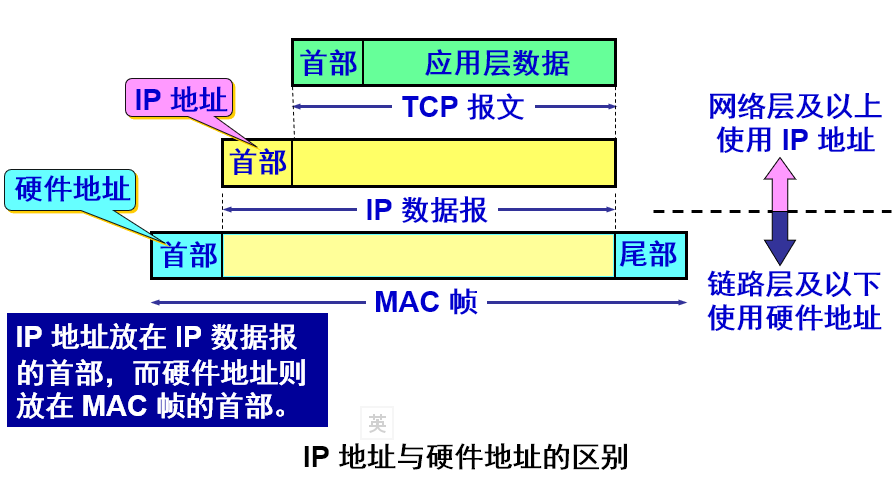 首部
应用层数据
IP 地址
TCP 报文
网络层及以上
使用 IP 地址
首部
硬件地址
IP 数据报
首部
尾部
MAC 帧
链路层及以下
使用硬件地址
IP 地址放在 IP 数据报
的首部，而硬件地址则
放在 MAC 帧的首部。
英
IP 地址与硬件地址的区别